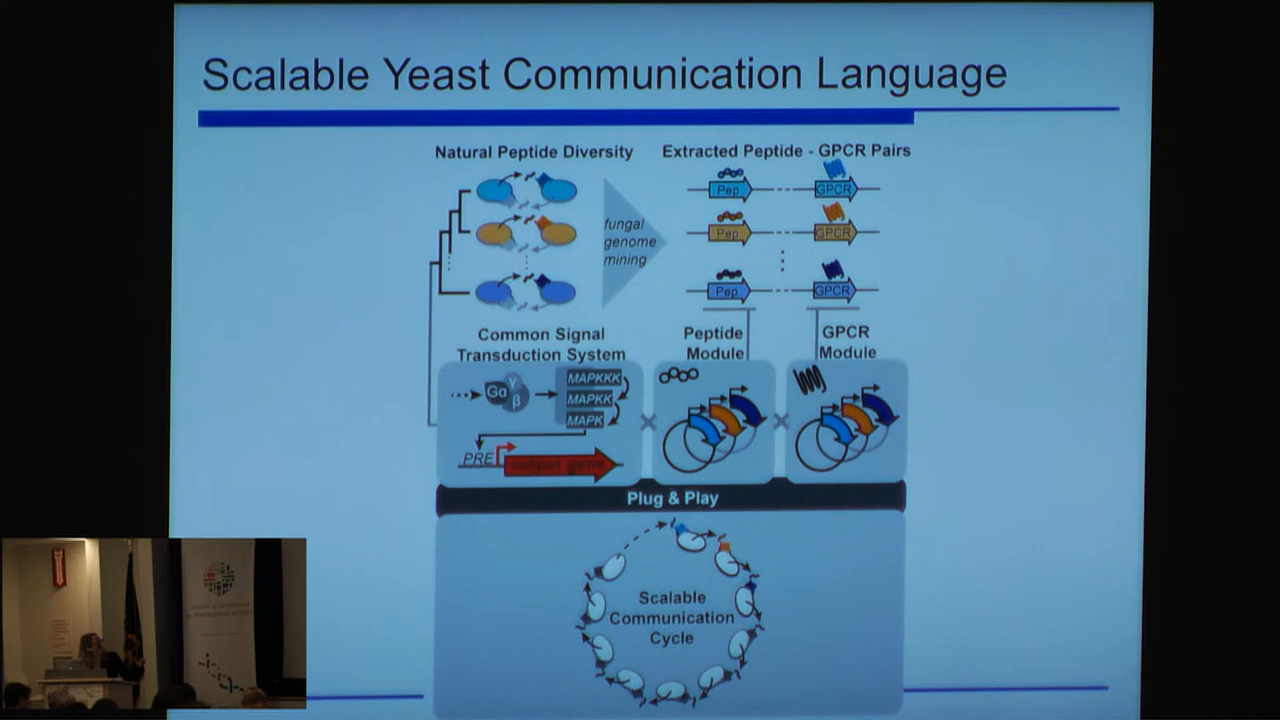 Scalable Yeast Communication Language
Natural Peptide Diversity
Extracted Peptide - GPCR Pairs
fungal
genome
mining
Pep
GPCR
Pep
GPCR
Pep
GPCR
Common Signal
Transduction System
Peptide
Module
GPCR
Module
Gα
γ
β
MAPKKK
MAPKK
MAPK
PRE
output gene
Plug & Play
Scalable
Communication
Cycle